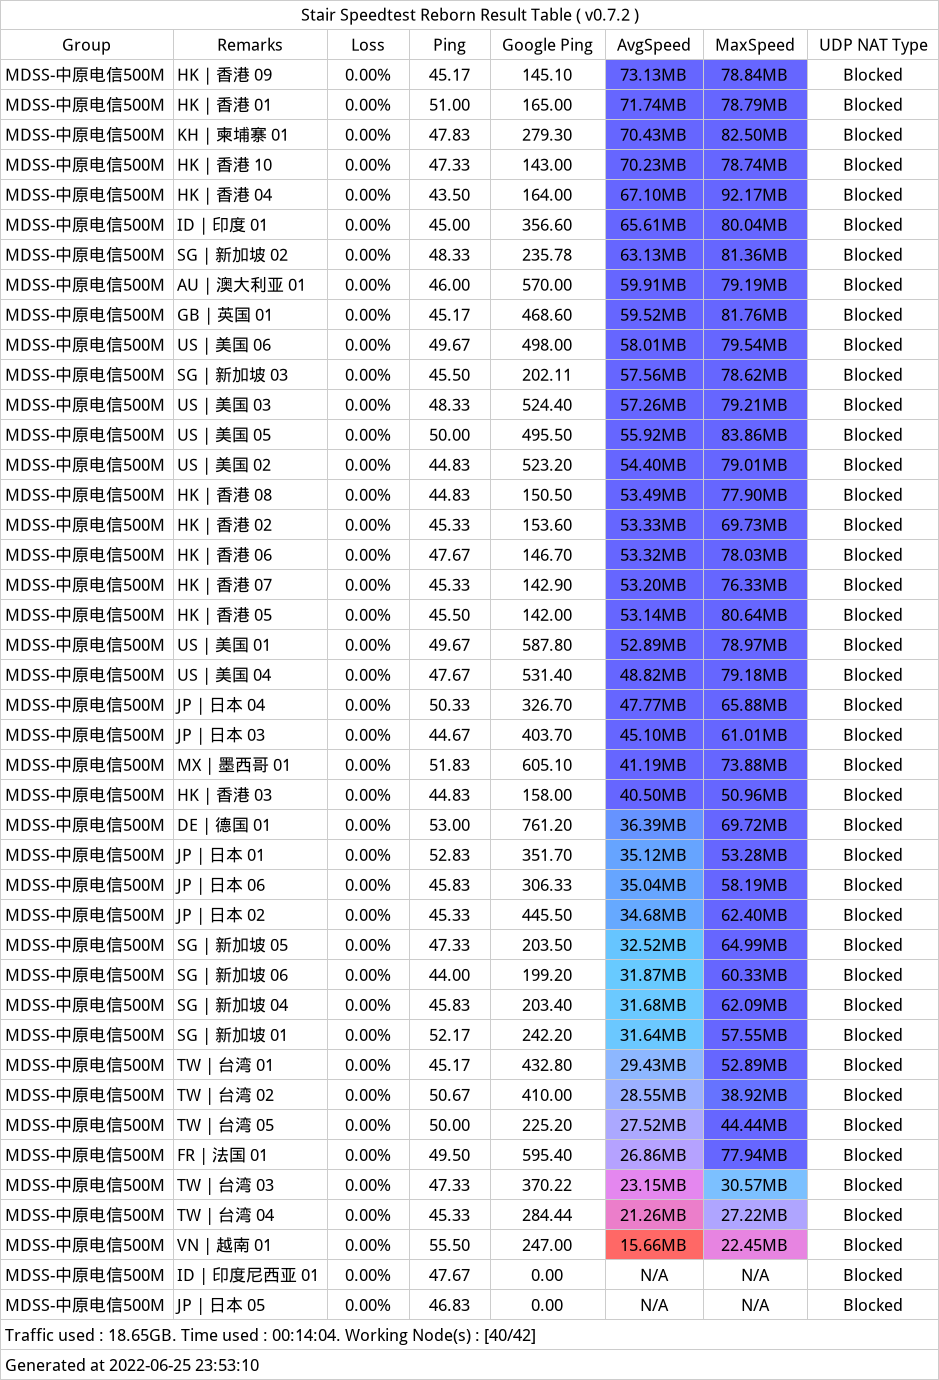 Stair Speedtest Reborn Result Table ( v0.7.2 )
Group Remarks Loss Ping Google Ping AvgSpeed MaxSpeed UDP NAT Type
MDSS-中原电信500M HK | 香港 09 0.00% 45.17 145.10 73.13MB 78.84MB Blocked
MDSS-中原电信500M HK | 香港 01 0.00% 51.00 165.00 71.74MB 78.79MB Blocked
MDSS-中原电信500M KH | 柬埔寨 01 0.00% 47.83 279.30 70.43MB 82.50MB Blocked
MDSS-中原电信500M HK | 香港 10 0.00% 47.33 143.00 70.23MB 78.74MB Blocked
MDSS-中原电信500M HK | 香港 04 0.00% 43.50 164.00 67.10MB 92.17MB Blocked
MDSS-中原电信500M ID | 印度 01 0.00% 45.00 356.60 65.61MB 80.04MB Blocked
MDSS-中原电信500M SG | 新加坡 02 0.00% 48.33 235.78 63.13MB 81.36MB Blocked
MDSS-中原电信500M AU | 澳大利亚 01 0.00% 46.00 570.00 59.91MB 79.19MB Blocked
MDSS-中原电信500M GB | 英国 01 0.00% 45.17 468.60 59.52MB 81.76MB Blocked
MDSS-中原电信500M US | 美国 06 0.00% 49.67 498.00 58.01MB 79.54MB Blocked
MDSS-中原电信500M SG | 新加坡 03 0.00% 45.50 202.11 57.56MB 78.62MB Blocked
MDSS-中原电信500M US | 美国 03 0.00% 48.33 524.40 57.26MB 79.21MB Blocked
MDSS-中原电信500M US | 美国 05 0.00% 50.00 495.50 55.92MB 83.86MB Blocked
MDSS-中原电信500M US | 美国 02 0.00% 44.83 523.20 54.40MB 79.01MB Blocked
MDSS-中原电信500M HK | 香港 08 0.00% 44.83 150.50 53.49MB 77.90MB Blocked
MDSS-中原电信500M HK | 香港 02 0.00% 45.33 153.60 53.33MB 69.73MB Blocked
MDSS-中原电信500M HK | 香港 06 0.00% 47.67 146.70 53.32MB 78.03MB Blocked
MDSS-中原电信500M HK | 香港 07 0.00% 45.33 142.90 53.20MB 76.33MB Blocked
MDSS-中原电信500M HK | 香港 05 0.00% 45.50 142.00 53.14MB 80.64MB Blocked
MDSS-中原电信500M US | 美国 01 0.00% 49.67 587.80 52.89MB 78.97MB Blocked
MDSS-中原电信500M US | 美国 04 0.00% 47.67 531.40 48.82MB 79.18MB Blocked
MDSS-中原电信500M JP | 日本 04 0.00% 50.33 326.70 47.77MB 65.88MB Blocked
MDSS-中原电信500M JP | 日本 03 0.00% 44.67 403.70 45.10MB 61.01MB Blocked
MDSS-中原电信500M MX | 墨西哥 01 0.00% 51.83 605.10 41.19MB 73.88MB Blocked
MDSS-中原电信500M HK | 香港 03 0.00% 44.83 158.00 40.50MB 50.96MB Blocked
MDSS-中原电信500M DE | 德国 01 0.00% 53.00 761.20 36.39MB 69.72MB Blocked
MDSS-中原电信500M JP | 日本 01 0.00% 52.83 351.70 35.12MB 53.28MB Blocked
MDSS-中原电信500M JP | 日本 06 0.00% 45.83 306.33 35.04MB 58.19MB Blocked
MDSS-中原电信500M JP | 日本 02 0.00% 45.33 445.50 34.68MB 62.40MB Blocked
MDSS-中原电信500M SG | 新加坡 05 0.00% 47.33 203.50 32.52MB 64.99MB Blocked
MDSS-中原电信500M SG | 新加坡 06 0.00% 44.00 199.20 31.87MB 60.33MB Blocked
MDSS-中原电信500M SG | 新加坡 04 0.00% 45.83 203.40 31.68MB 62.09MB Blocked
MDSS-中原电信500M SG | 新加坡 01 0.00% 52.17 242.20 31.64MB 57.55MB Blocked
MDSS-中原电信500M TW | 台湾 01 0.00% 45.17 432.80 29.43MB 52.89MB Blocked
MDSS-中原电信500M TW | 台湾 02 0.00% 50.67 410.00 28.55MB 38.92MB Blocked
MDSS-中原电信500M TW | 台湾 05 0.00% 50.00 225.20 27.52MB 44.44MB Blocked
MDSS-中原电信500M FR | 法国 01 0.00% 49.50 595.40 26.86MB 77.94MB Blocked
MDSS-中原电信500M TW | 台湾 03 0.00% 47.33 370.22 23.15MB 30.57MB Blocked
MDSS-中原电信500M TW | 台湾 04 0.00% 45.33 284.44 21.26MB 27.22MB Blocked
MDSS-中原电信500M VN | 越南 01 0.00% 55.50 247.00 15.66MB 22.45MB Blocked
MDSS-中原电信500M ID | 印度尼西亚 01 0.00% 47.67 0.00 N/A N/A Blocked
MDSS-中原电信500M JP | 日本 05 0.00% 46.83 0.00 N/A N/A Blocked
Traffic used : 18.65GB. Time used : 00:14:04. Working Node(s) : [40/42]
Generated at 2022-06-25 23:53:10